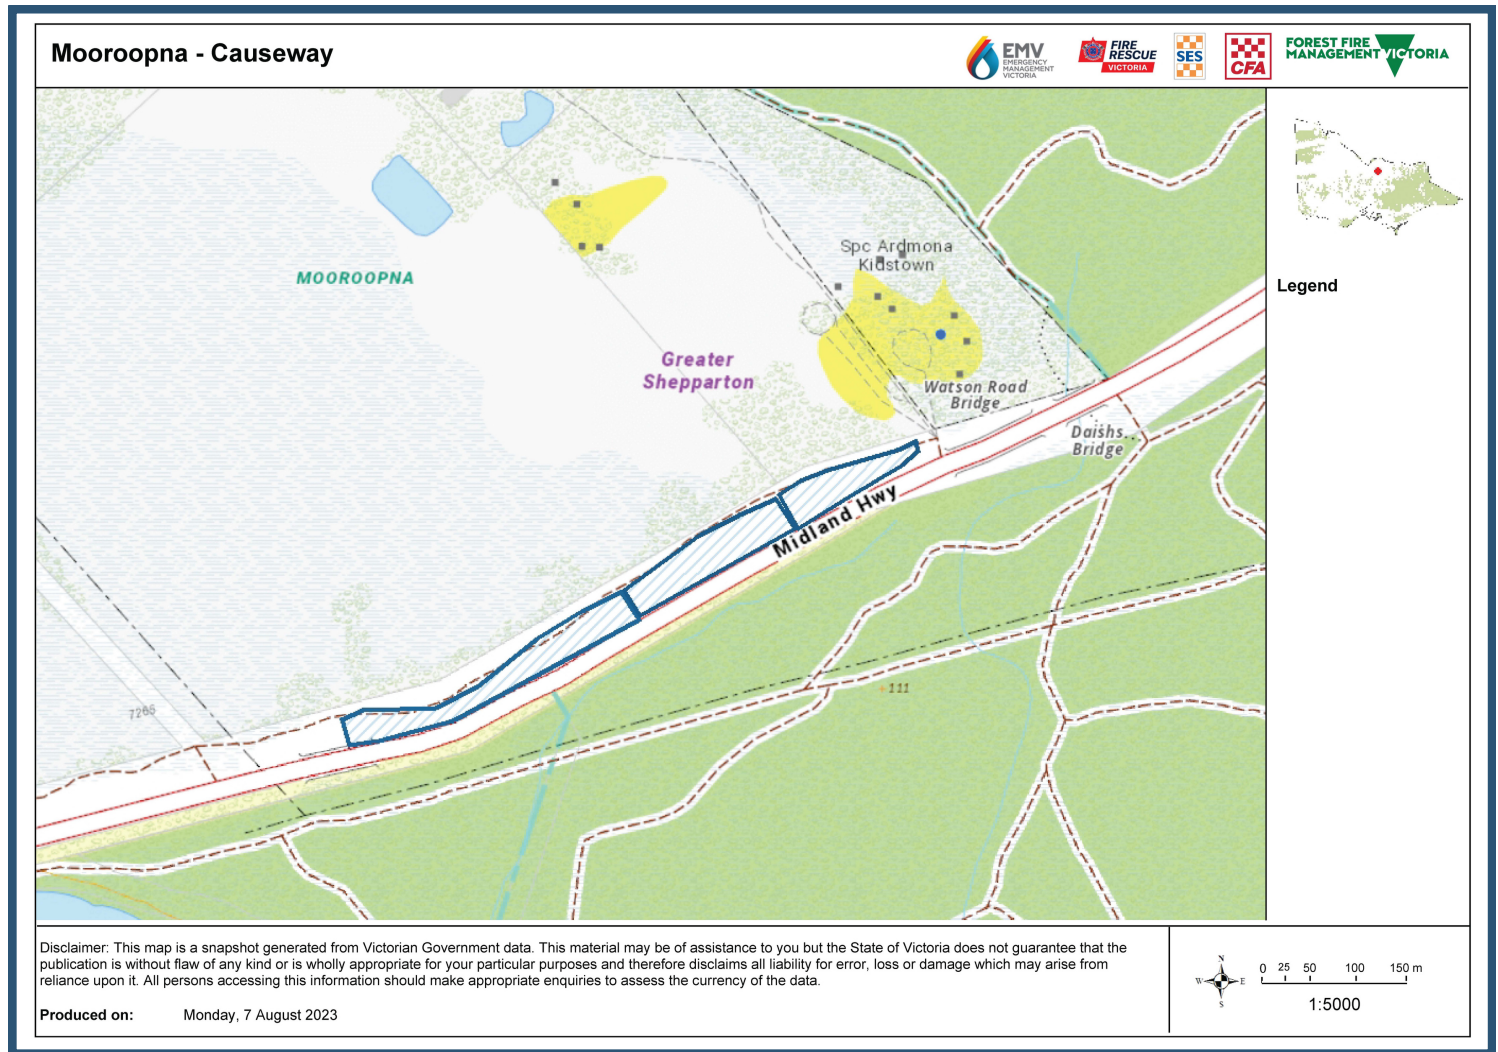 Mooroopna - Causeway
EMV
EMERGENCY
MANAGEMENT
VICTORIA
FIRE
RESCUE
VICTORIA
SES
CFA
FOREST FIRE
MANAGEMENT VICTORIA
Spc Ardmona
Kidstown
MOOROOPNA
Legend
Greater
Shepparton
Watson Road
Bridge
Daishs
Bridge
Midland Hwy
111
7265
Disclaimer: This map is a snapshot generated from Victorian Government data. This material may be of assistance to you but the State of Victoria does not guarantee that the
publication is without flaw of any kind or is wholly appropriate for your particular purposes and therefore disclaims all liability for error, loss or damage which may arise from
reliance upon it. All persons accessing this information should make appropriate enquiries to assess the currency of the data.
Produced on: Monday, 7 August 2023
N
W E
S
0 25 50 100 150 m
1:5000